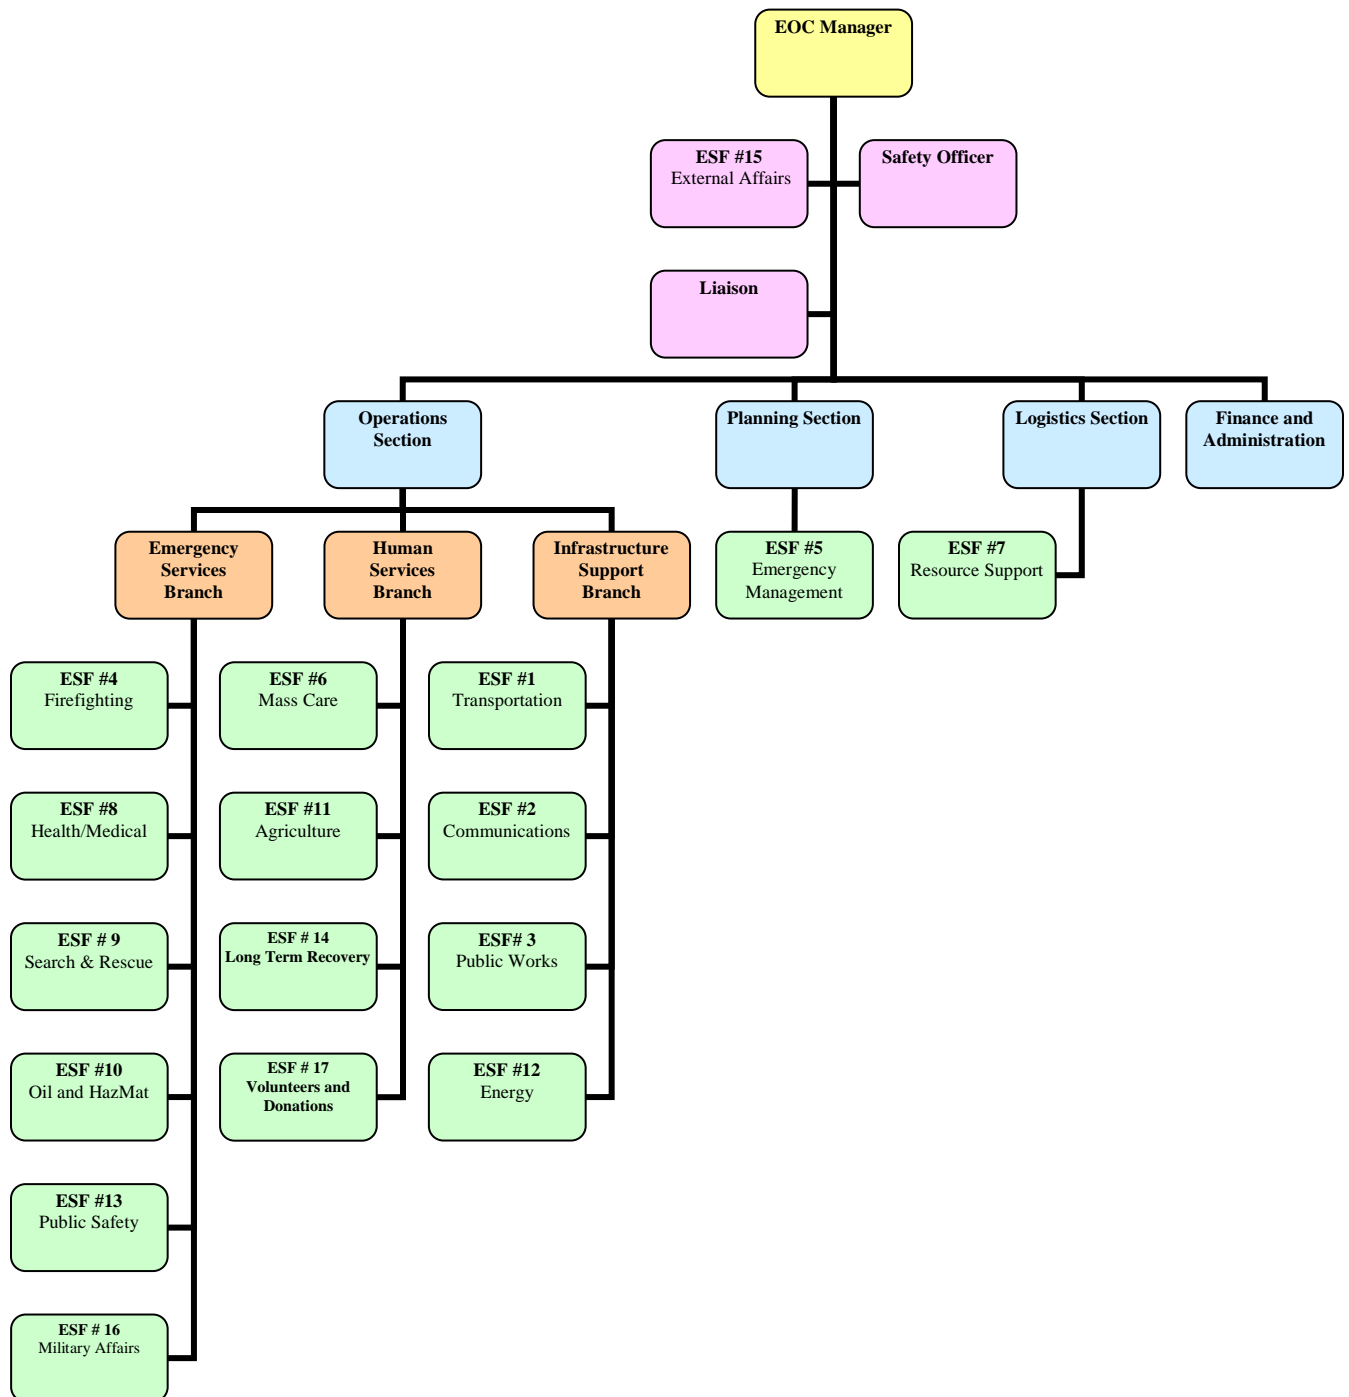 EOC Manager
ESF #15
External Affairs
Safety Officer
Liaison
Operations
Section
Planning Section
Logistics Section
Finance and
Administration
Emergency
Services
Branch
Human
Services
Branch
Infrastructure
Support
Branch
ESF #5
Emergency
Management
ESF #7
Resource Support
ESF #4
Firefighting
ESF #6
Mass Care
ESF #1
Transportation
ESF #8
Health/Medical
ESF #11
Agriculture
ESF #2
Communications
ESF # 9
Search & Rescue
ESF # 14
Long Term Recovery
ESF# 3
Public Works
ESF #10
Oil and HazMat
ESF # 17
Volunteers and
Donations
ESF #12
Energy
ESF #13
Public Safety
ESF # 16
Military Affairs